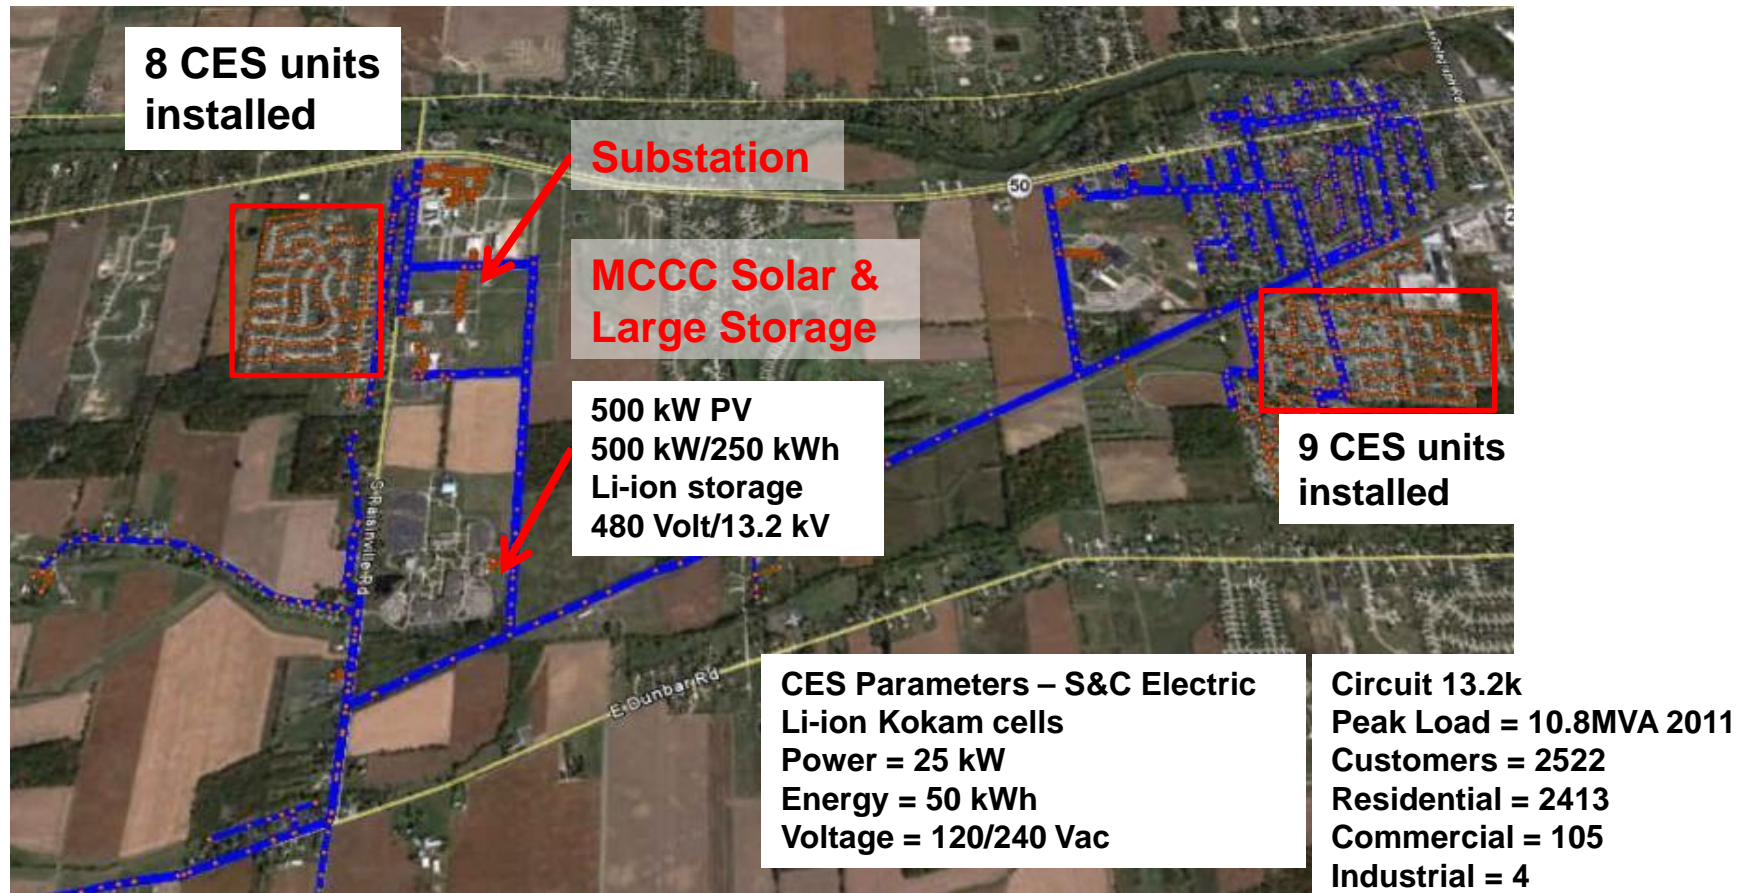 8 CES units
installed
Substation
MCCC Solar &
Large Storage
50
500 kW PV
500 kW/250 kWh
Li-ion storage
480 Volt/13.2 kV
9 CES units
installed
S Raisinville Rd
E Dunbar Rd
CES Parameters – S&C Electric
Li-ion Kokam cells
Power = 25 kW
Energy = 50 kWh
Voltage = 120/240 Vac
Circuit 13.2k
Peak Load = 10.8MVA 2011
Customers = 2522
Residential = 2413
Commercial = 105
Industrial = 4